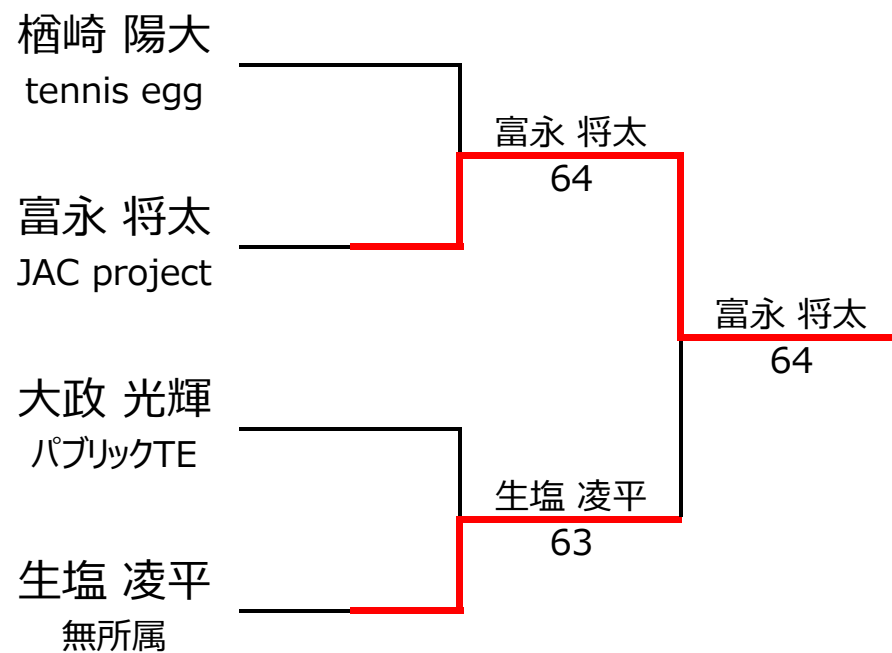 楢崎 陽大
tennis egg
富永 将太
64
富永 将太
JAC project
富永 将太
64
大政 光輝
パブリックTE
生塩 凌平
63
生塩 凌平
無所属